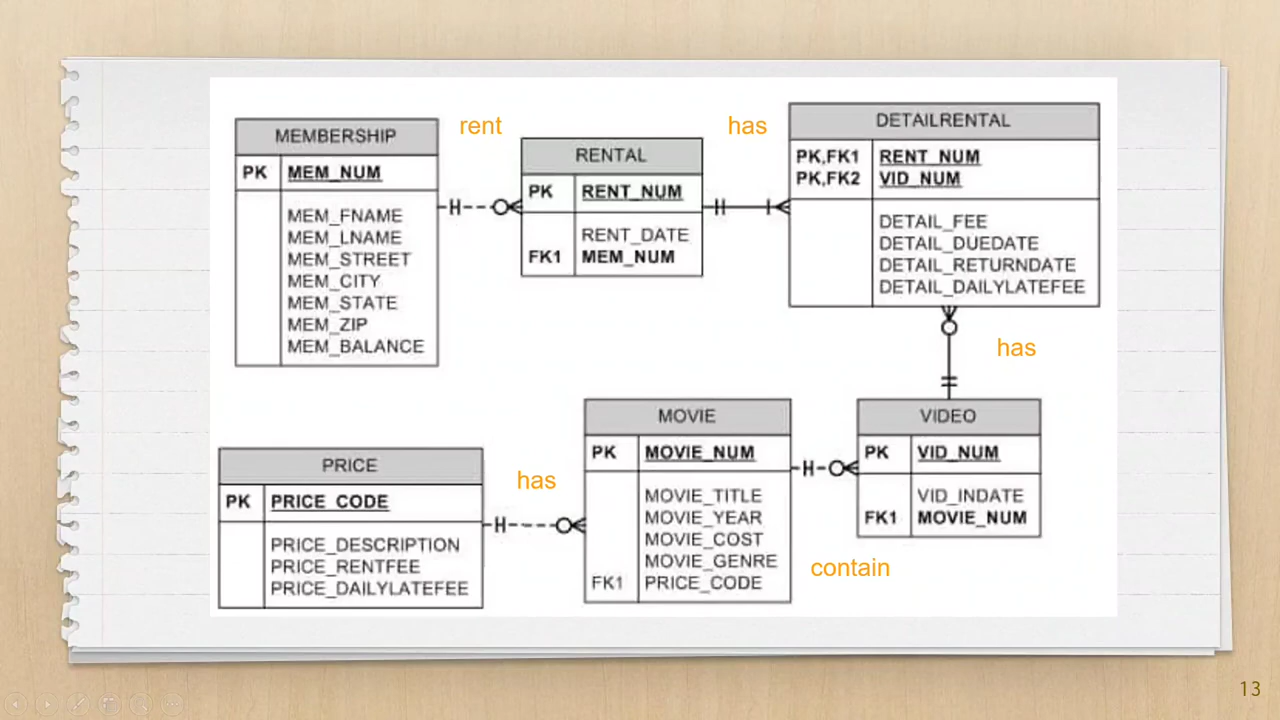 rent
has
MEMBERSHIP
PK MEM_NUM
MEM_FNAME
MEM_LNAME
MEM_STREET
MEM_CITY
MEM_STATE
MEM_ZIP
MEM_BALANCE
RENTAL
PK RENT_NUM
RENT_DATE
FK1 MEM_NUM
DETAILRENTAL
PK,FK1 RENT_NUM
PK,FK2 VID_NUM
DETAIL_FEE
DETAIL_DUEDATE
DETAIL_RETURNDATE
DETAIL_DAILYLATEFEE
has
PRICE
PK PRICE_CODE
PRICE_DESCRIPTION
PRICE_RENTFEE
PRICE_DAILYLATEFEE
has
MOVIE
PK MOVIE_NUM
MOVIE_TITLE
MOVIE_YEAR
MOVIE_COST
MOVIE_GENRE
FK1 PRICE_CODE
contain
VIDEO
PK VID_NUM
VID_INDATE
FK1 MOVIE_NUM
13